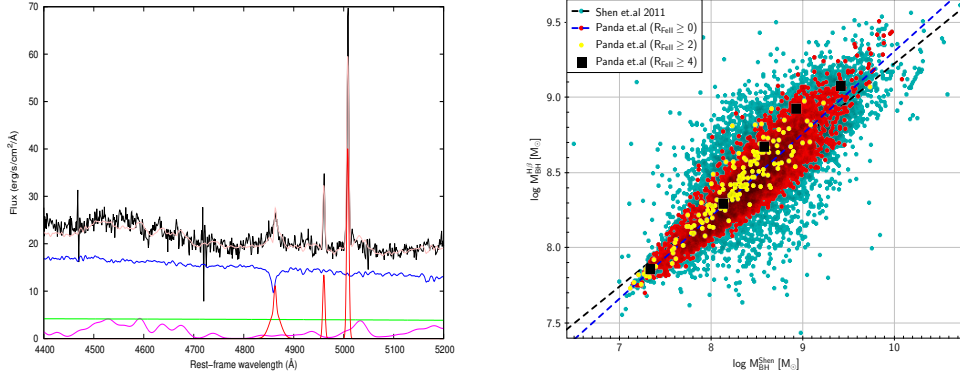 70
60
50
40
30
20
10
0
Flux (erg/s/cm²/Å)
4400 4500 4600 4700 4800 4900 5000 5100 5200
Rest-frame wavelength (Å)
Shen et.al 2011
Panda et.al (R_FeII ≥ 0)
Panda et.al (R_FeII ≥ 2)
Panda et.al (R_FeII ≥ 4)
9.5
9.0
8.5
8.0
7.5
log M_BH^Hβ [M_⊙]
7 8 9 10
log M_BH^Shen [M_⊙]